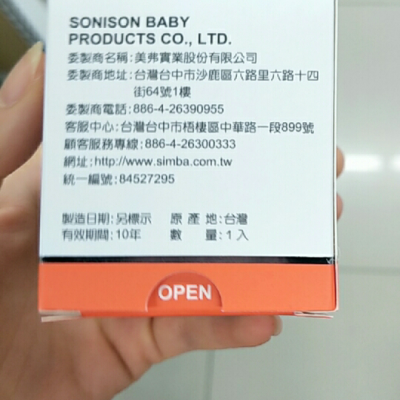 SONISON BABY
PRODUCTS CO., LTD.
委製商名稱:美弗實業股份有限公司
委製商地址:台灣台中市沙鹿區六路里六路十四
街64號1樓
委製商電話:886-4-26390955
客服中心:台灣台中市梧棲區中華路一段899號
顧客服務專線:886-4-26300333
網址:http://www.simba.com.tw
統一編號:84527295
製造日期:另標示 原產地:台灣
有效期間:10年 數量:1入
OPEN